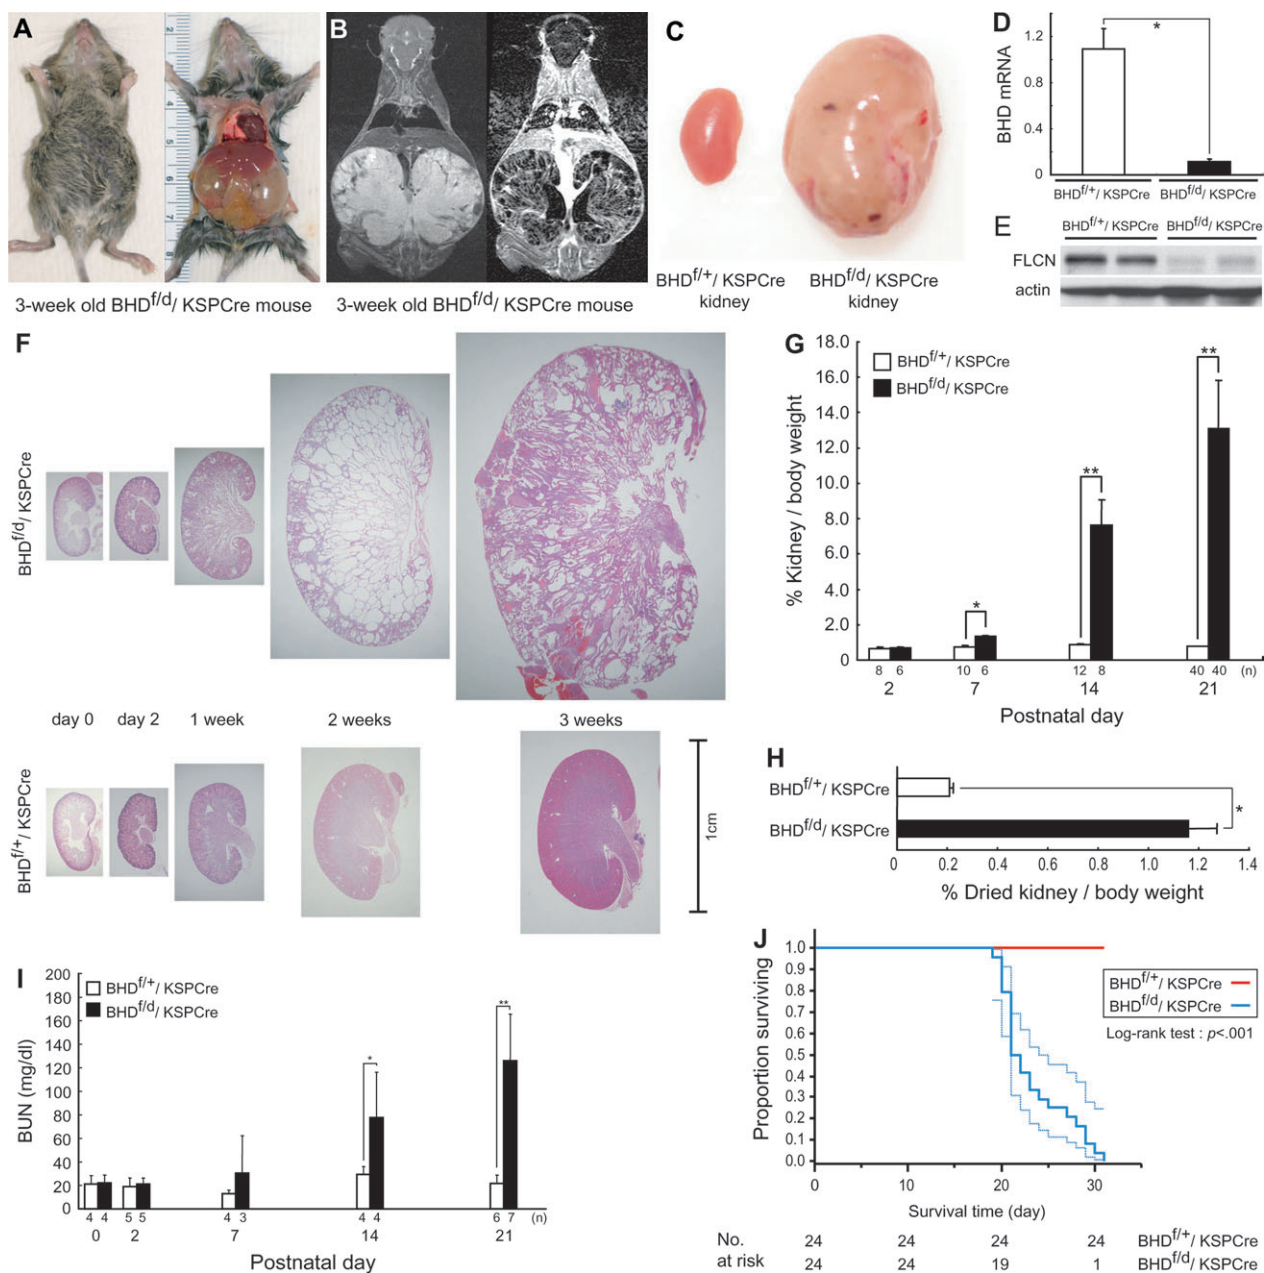 A
B
C
D
2
3
4
5
6
7
8
3-week old BHDf/d/ KSPCre mouse
3-week old BHDf/d/ KSPCre mouse
BHDf/+/ KSPCre
kidney
BHDf/d/ KSPCre
kidney
BHD mRNA
1.2
0.8
0.4
0
*
BHDf/+/ KSPCre
BHDf/d/ KSPCre
E
BHDf/+/ KSPCre
BHDf/d/ KSPCre
FLCN
actin
F
BHDf/d/ KSPCre
day 0
day 2
1 week
2 weeks
3 weeks
BHDf/+/ KSPCre
1cm
G
BHDf/+/ KSPCre
BHDf/d/ KSPCre
% Kidney / body weight
18.0
16.0
14.0
12.0
10.0
8.0
6.0
4.0
2.0
0
*
**
**
8 6 10 6 12 8 40 40 (n)
2 7 14 21
Postnatal day
H
BHDf/+/ KSPCre
BHDf/d/ KSPCre
*
0 0.2 0.4 0.6 0.8 1.0 1.2 1.4
% Dried kidney / body weight
I
BHDf/+/ KSPCre
BHDf/d/ KSPCre
BUN (mg/dl)
200
180
160
140
120
100
80
60
40
20
0
*
**
4 4 5 5 4 3 4 4 6 7 (n)
0 2 7 14 21
Postnatal day
J
Proportion surviving
1.0
0.9
0.8
0.7
0.6
0.5
0.4
0.3
0.2
0.1
0.0
BHDf/+/ KSPCre
BHDf/d/ KSPCre
Log-rank test : p<.001
0 10 20 30
Survival time (day)
No.
at risk
24 24 24 24 BHDf/+/ KSPCre
24 24 19 1 BHDf/d/ KSPCre